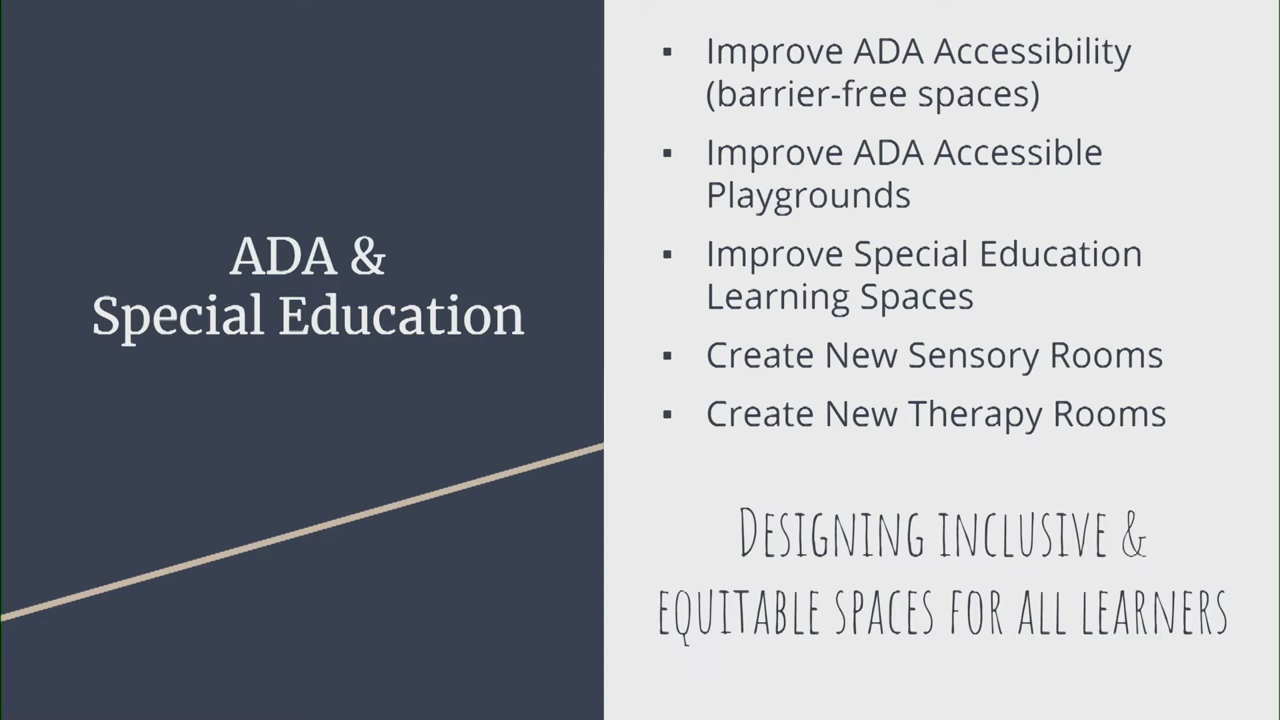 ADA &
Special Education
▪ Improve ADA Accessibility
(barrier-free spaces)
▪ Improve ADA Accessible
Playgrounds
▪ Improve Special Education
Learning Spaces
▪ Create New Sensory Rooms
▪ Create New Therapy Rooms
DESIGNING INCLUSIVE &
EQUITABLE SPACES FOR ALL LEARNERS